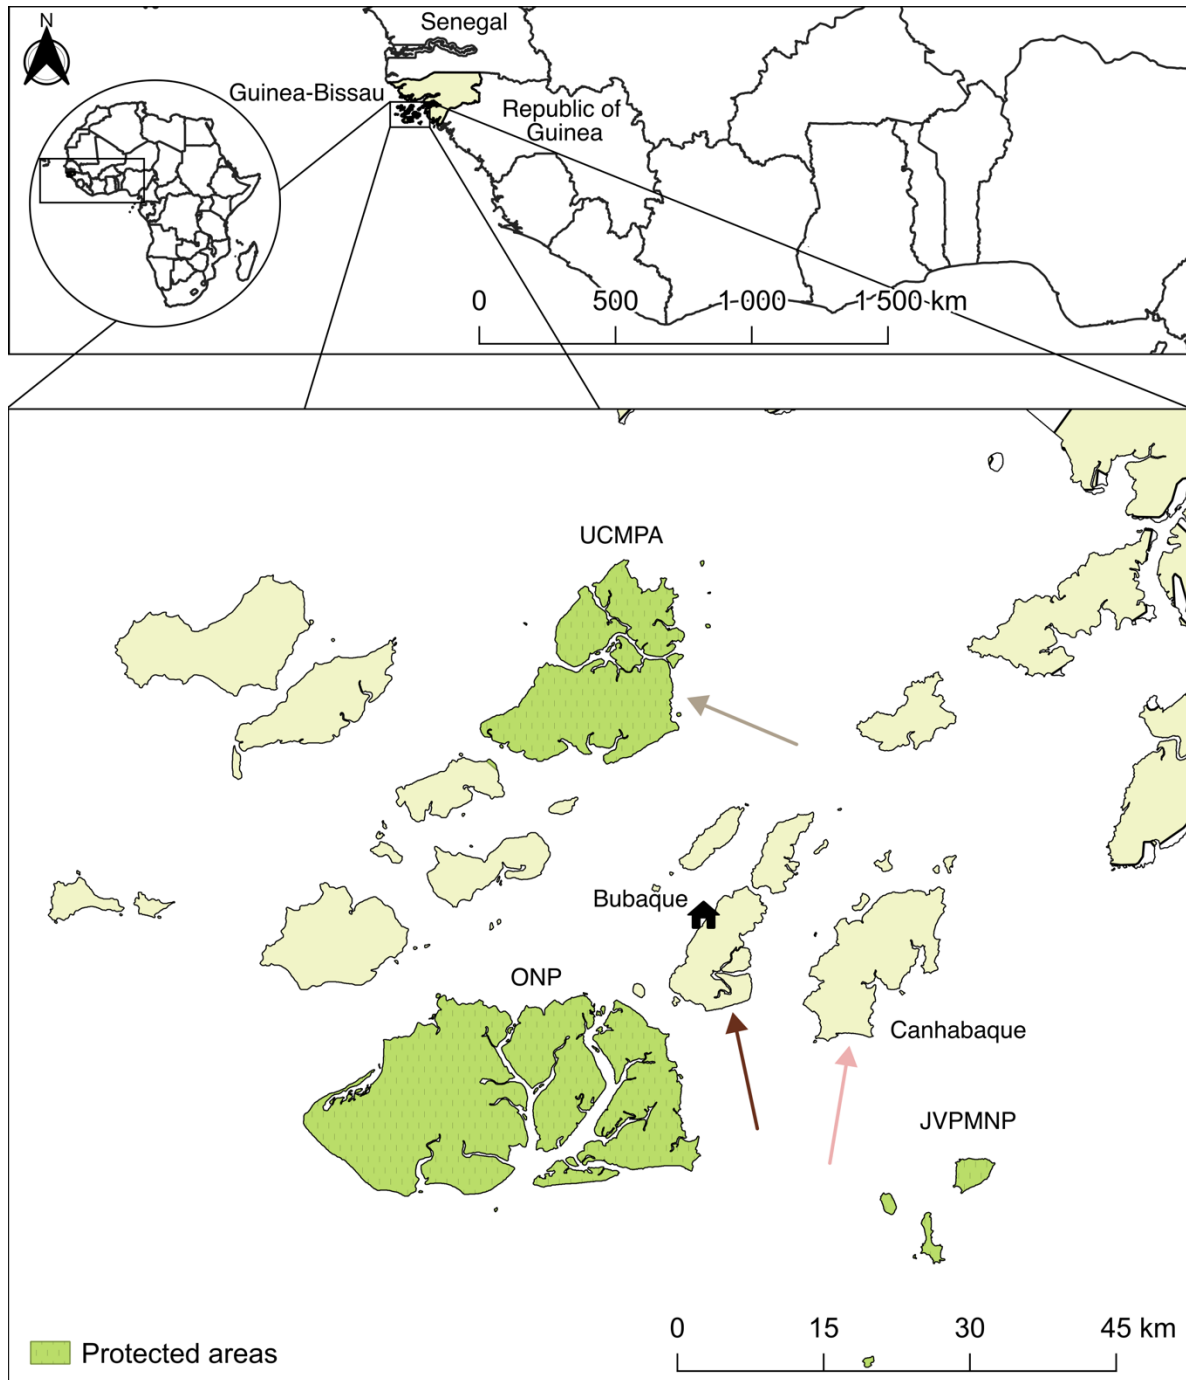 N
Senegal
Guinea-Bissau
Republic of
Guinea
0 500 1 000 1 500 km
UCMPA
Bubaque
ONP
Canhabaque
JVPMNP
0 15 30 45 km
Protected areas